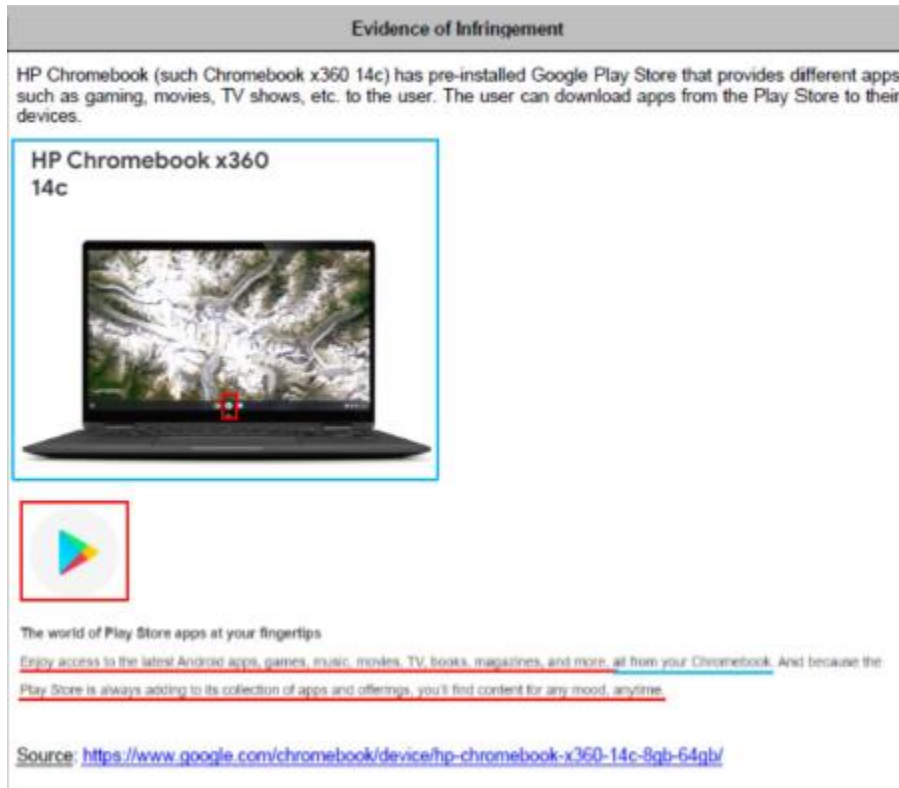 Evidence of Infringement
HP Chromebook (such Chromebook x360 14c) has pre-installed Google Play Store that provides different apps
such as gaming, movies, TV shows, etc. to the user. The user can download apps from the Play Store to their
devices.
HP Chromebook x360
14c
The world of Play Store apps at your fingertips
Enjoy access to the latest Android apps, games, music, movies, TV, books, magazines, and more, all from your Chromebook. And because the
Play Store is always adding to its collection of apps and offerings, you'll find content for any mood, anytime.
Source: https://www.google.com/chromebook/device/hp-chromebook-x360-14c-8gb-64gb/